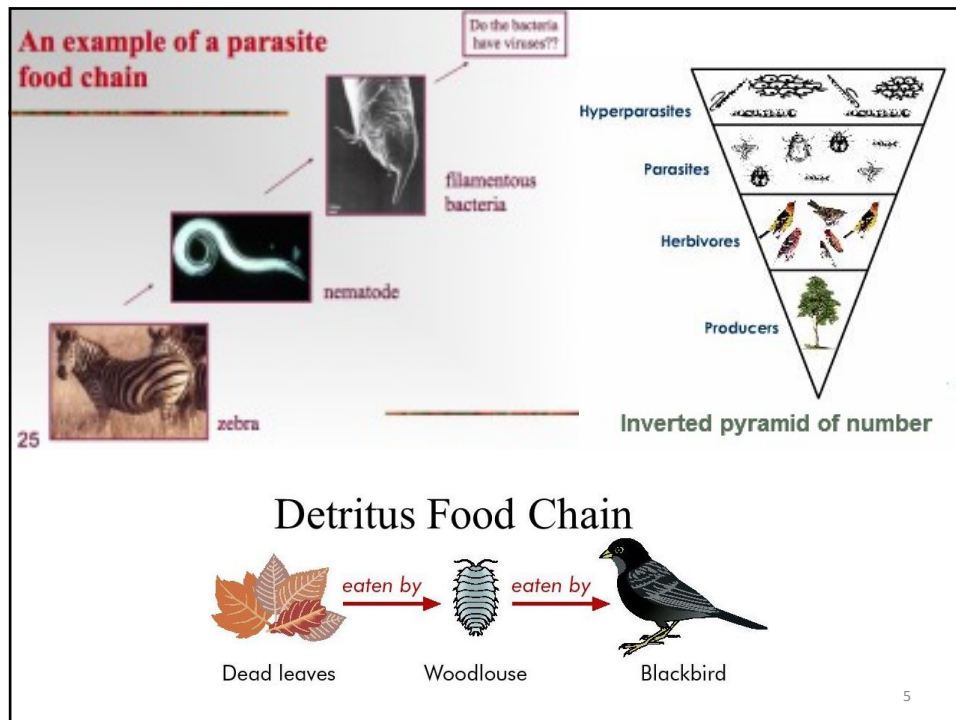 An example of a parasite
food chain
Do the bacteria
have viruses??
filamentous
bacteria
nematode
zebra
25
Hyperparasites
Parasites
Herbivores
Producers
Inverted pyramid of number
Detritus Food Chain
eaten by
eaten by
Dead leaves
Woodlouse
Blackbird
5